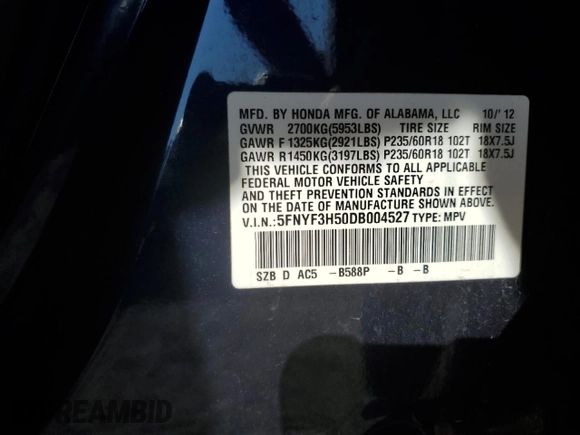 MFD. BY HONDA MFG. OF ALABAMA, LLC 10/'12
GVWR 2700KG(5953LBS) TIRE SIZE RIM SIZE
GAWR F 1325KG(2921LBS) P235/60R18 102T 18X7.5J
GAWR R1450KG(3197LBS) P235/60R18 102T 18X7.5J
THIS VEHICLE CONFORMS TO ALL APPLICABLE
FEDERAL MOTOR VEHICLE SAFETY
AND THEFT PREVENTION STANDARDS IN EFFECT
ON THE DATE OF MANUFACTURE SHOWN ABOVE.
V.I.N.:5FNYF3H50DB004527 TYPE: MPV
SZB D AC5 -B588P -B -B